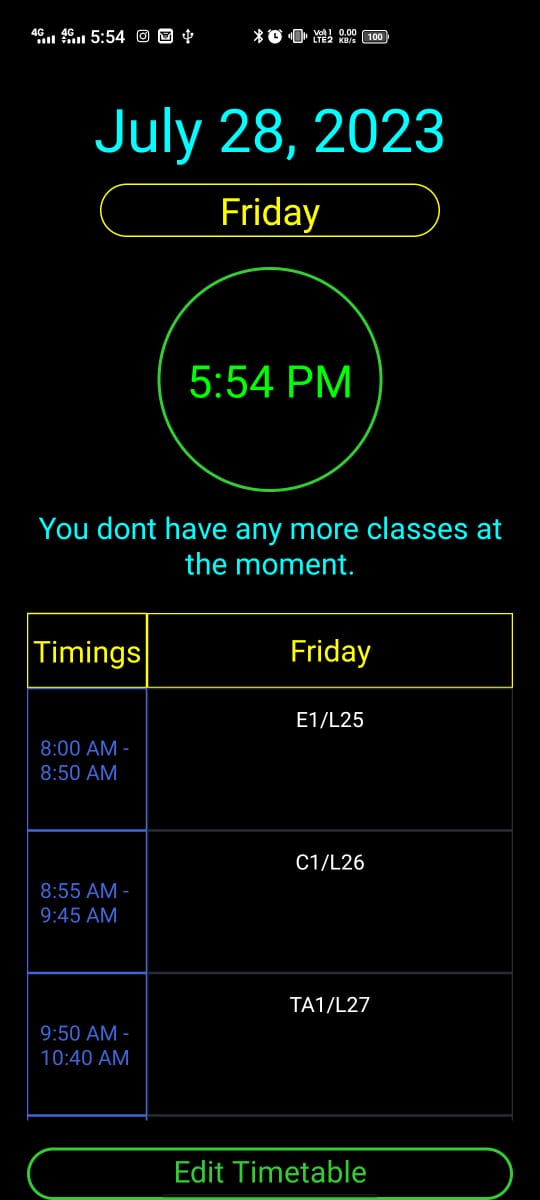 4G 4G 5:54 Vo) 1 LTE2 0.00 KB/s 100
July 28, 2023
Friday
5:54 PM
You dont have any more classes at
the moment.
Timings Friday
E1/L25
8:00 AM -
8:50 AM
C1/L26
8:55 AM -
9:45 AM
TA1/L27
9:50 AM -
10:40 AM
Edit Timetable